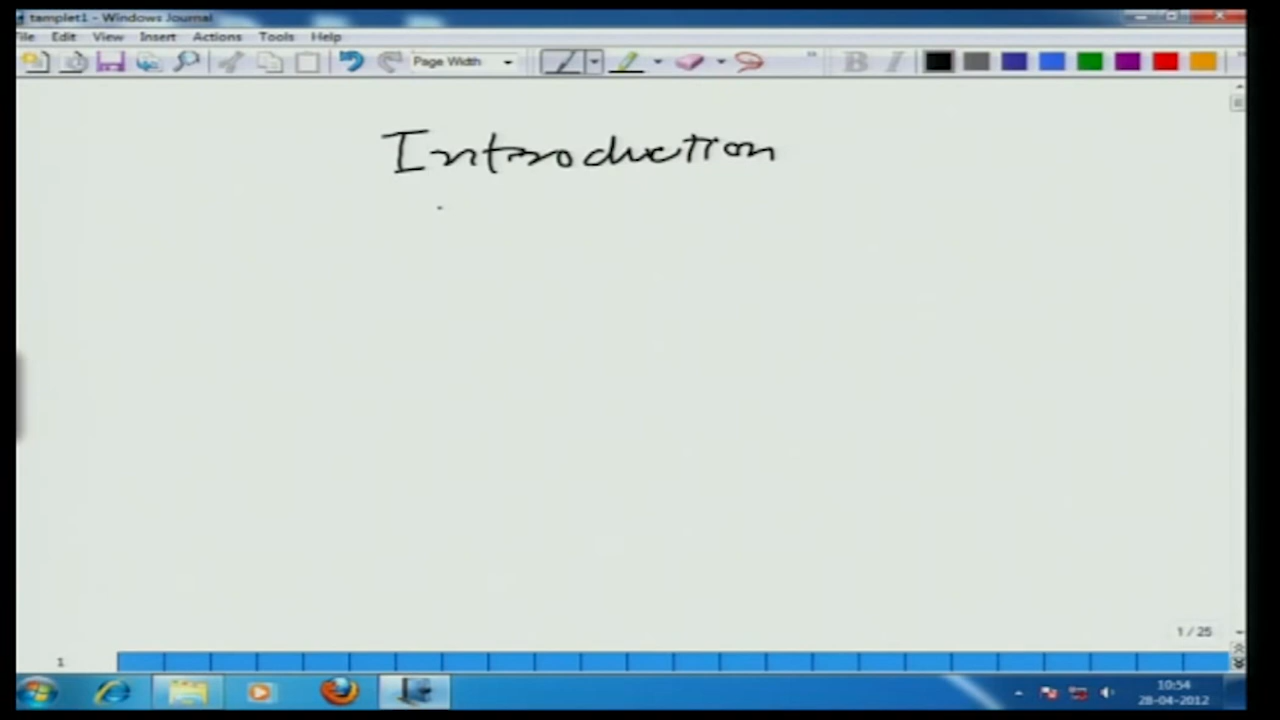 tamplet1 - Windows Journal
ile Edit View Insert Actions Tools Help
Page Width B I
Introduction
1 / 25
1
10:54
28-04-2012